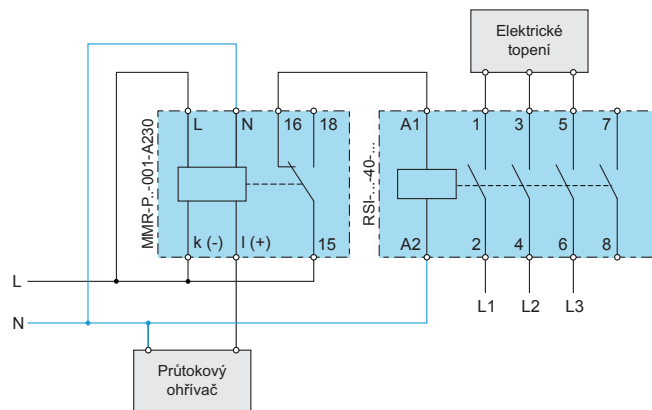 Elektrické
topení
L N 16 18
A1 1 3 5 7
MMR-P..-001-A230
RSI-...-40-...
k (-) l (+) 15
A2 2 4 6 8
L
L1 L2 L3
N
Průtokový
ohřívač